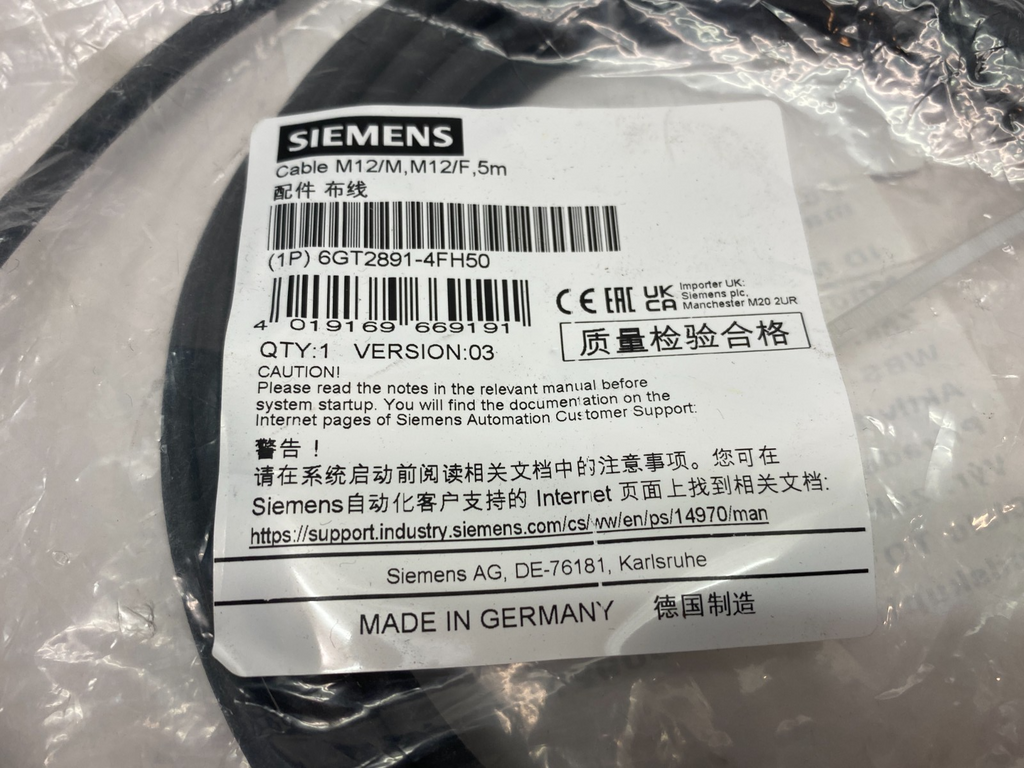 SIEMENS
Cable M12/M,M12/F,5m
配件 布线
(1P) 6GT2891-4FH50
4 019169 669191
CE EAC UKCA
Importer UK:
Siemens plc,
Manchester M20 2UR
质量检验合格
QTY:1 VERSION:03
CAUTION!
Please read the notes in the relevant manual before
system startup. You will find the documentation on the
Internet pages of Siemens Automation Customer Support:
警告！
请在系统启动前阅读相关文档中的注意事项。您可在
Siemens自动化客户支持的 Internet 页面上找到相关文档:
https://support.industry.siemens.com/cs/ww/en/ps/14970/man
Siemens AG, DE-76181, Karlsruhe
MADE IN GERMANY 德国制造